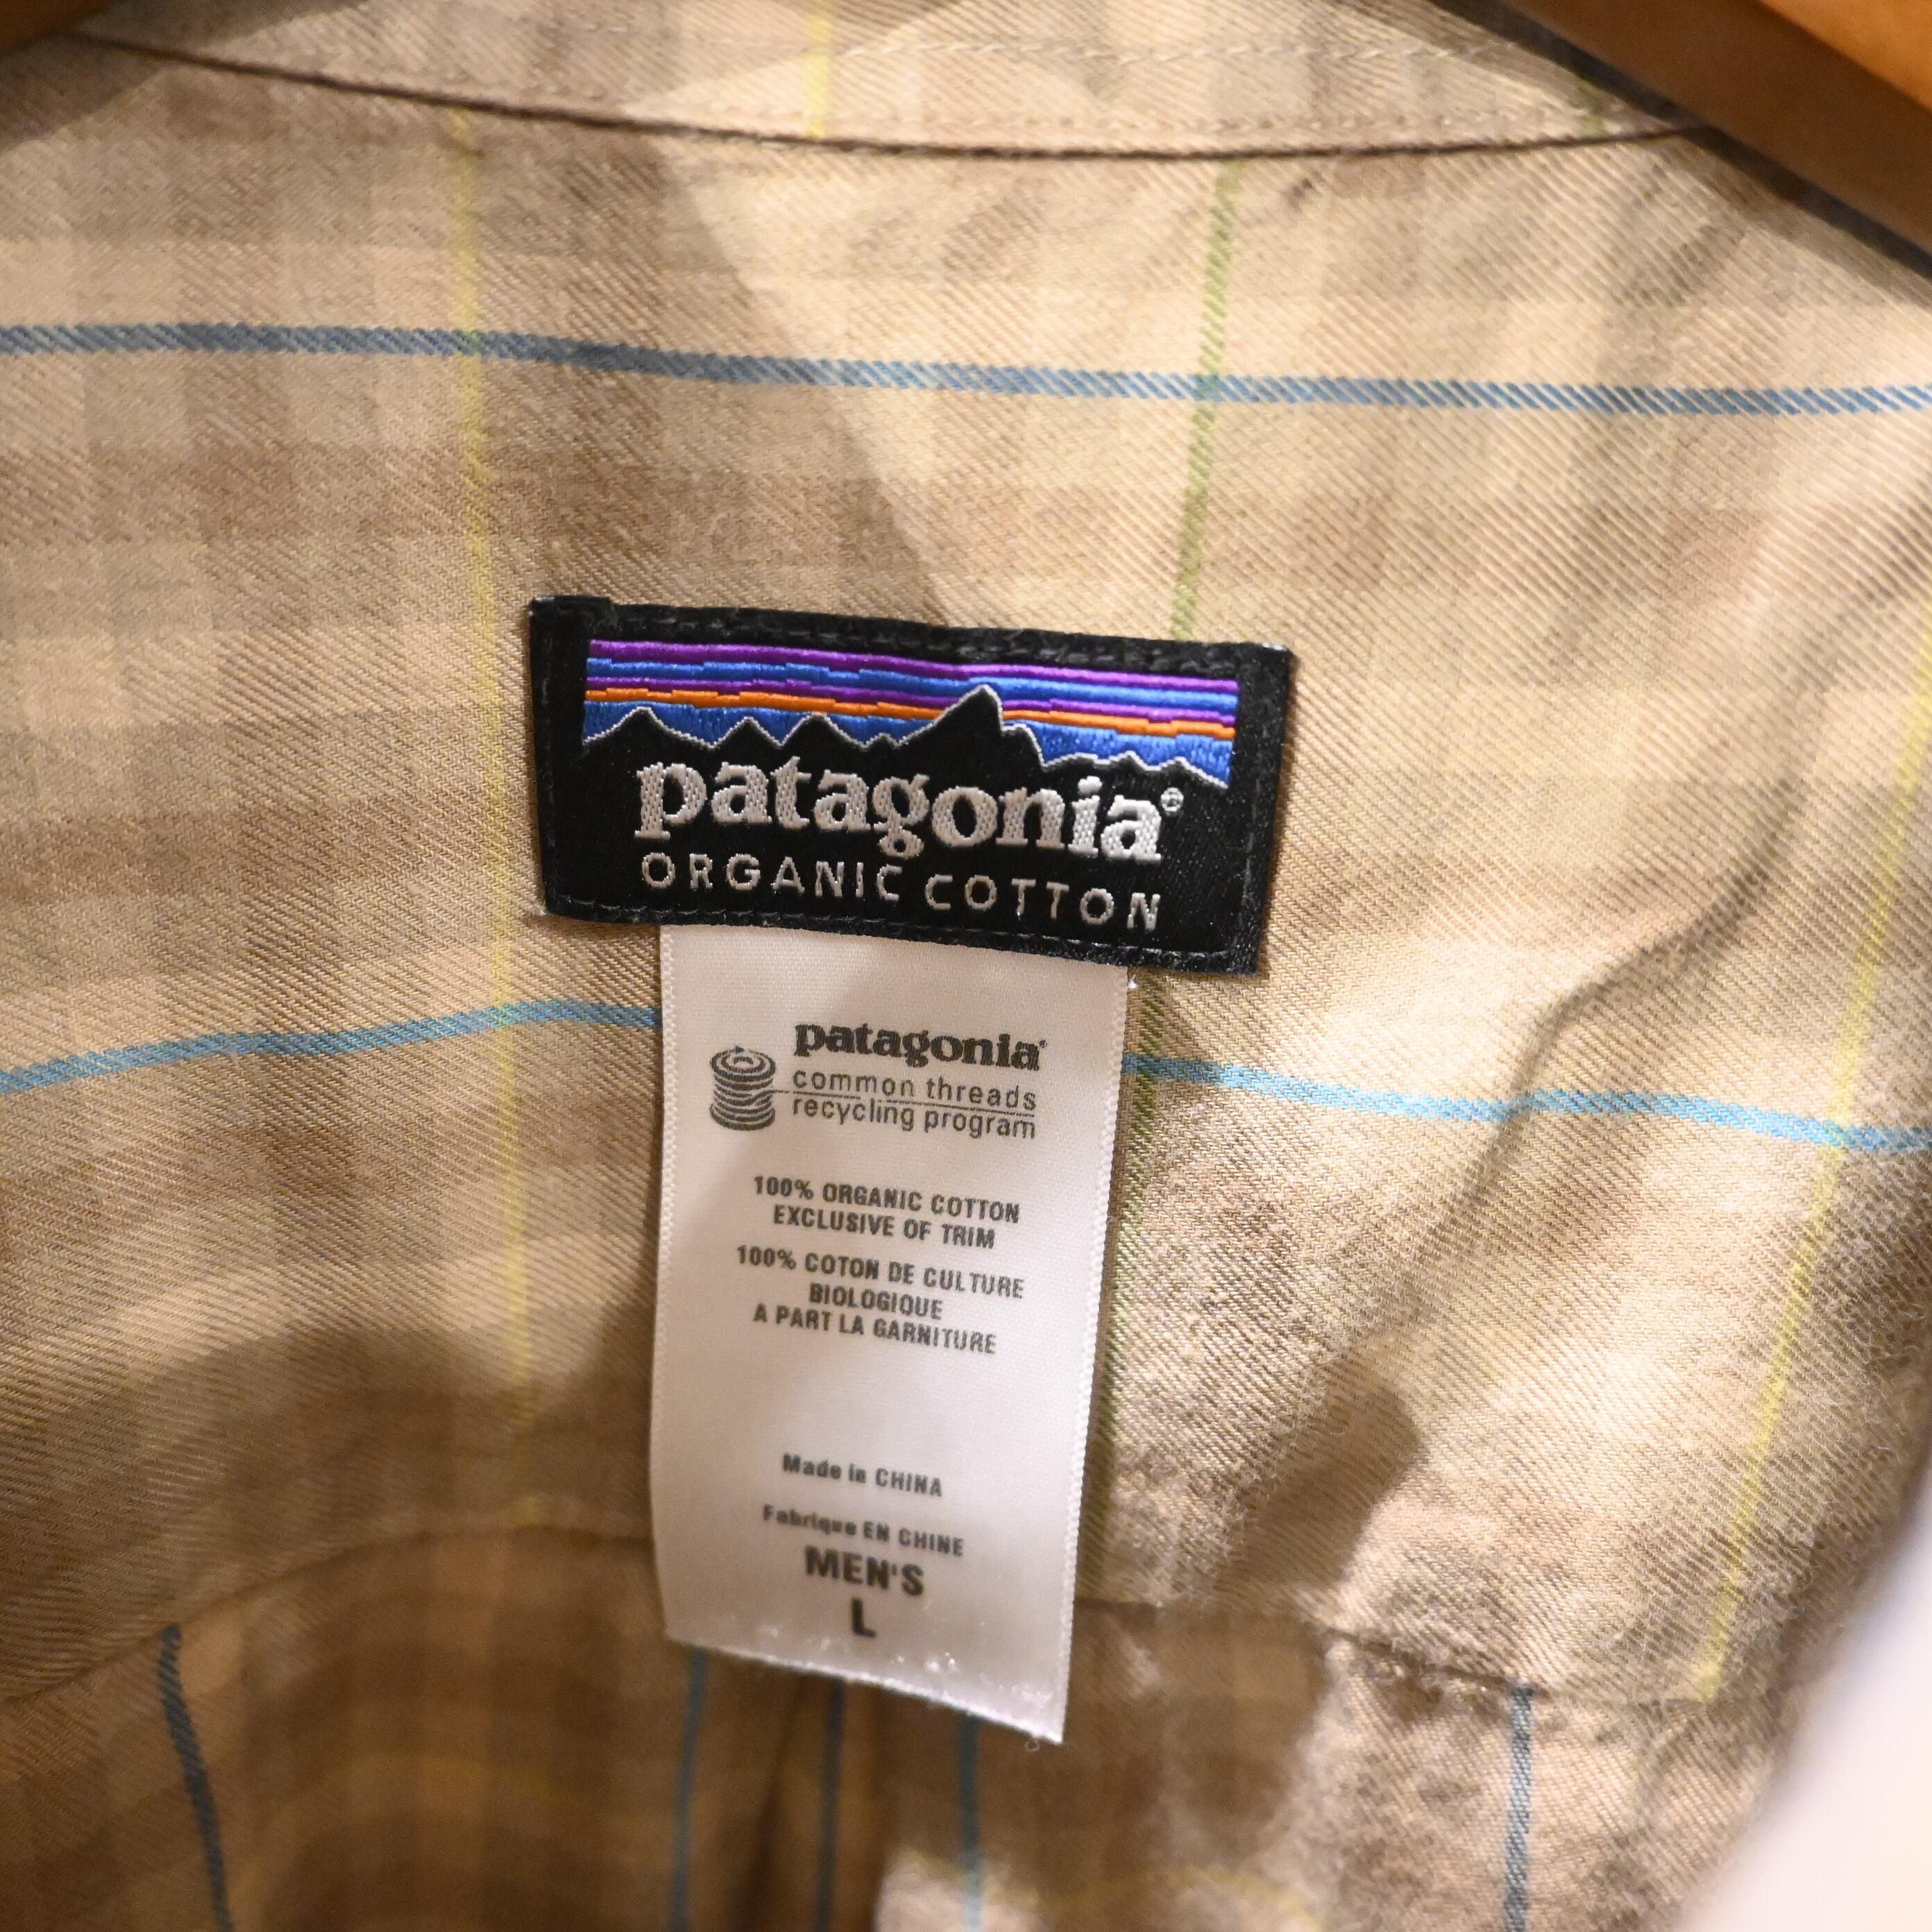 patagonia®
ORGANIC COTTON
patagonia®
common threads
recycling program
100% ORGANIC COTTON
EXCLUSIVE OF TRIM
100% COTON DE CULTURE
BIOLOGIQUE
A PART LA GARNITURE
Made in CHINA
Fabrique EN CHINE
MEN'S
L